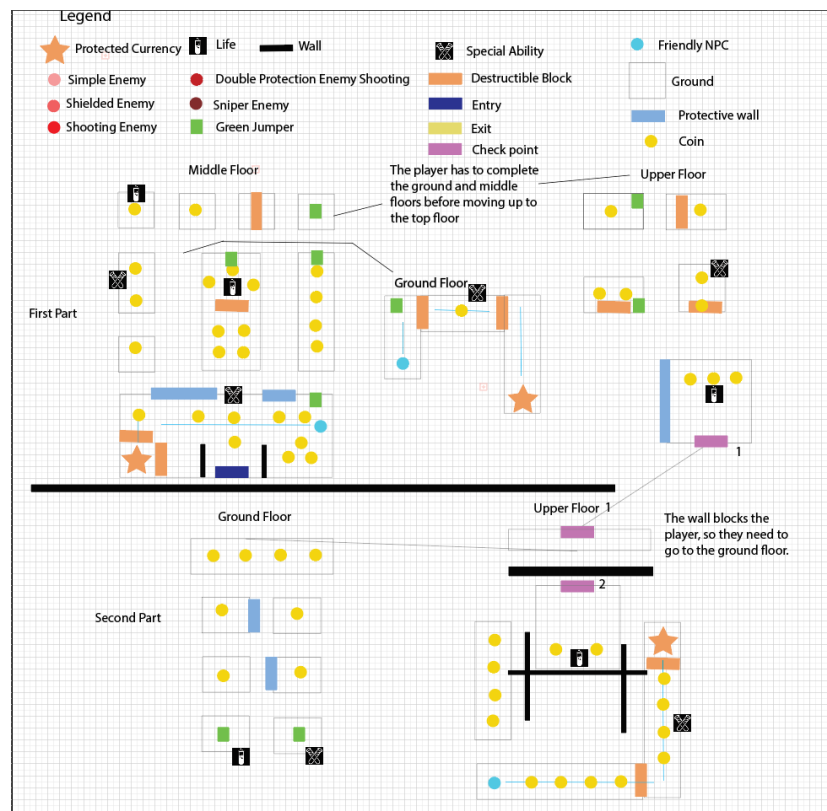 Legend
Protected Currency
Life
Wall
Special Ability
Friendly NPC
Simple Enemy
Double Protection Enemy Shooting
Destructible Block
Ground
Shielded Enemy
Sniper Enemy
Entry
Protective wall
Shooting Enemy
Green Jumper
Exit
Coin
Check point
Middle Floor
The player has to complete
the ground and middle
floors before moving up to
the top floor
Upper Floor
Ground Floor
First Part
1
Ground Floor
Upper Floor 1
The wall blocks the
player, so they need to
go to the ground floor.
2
Second Part